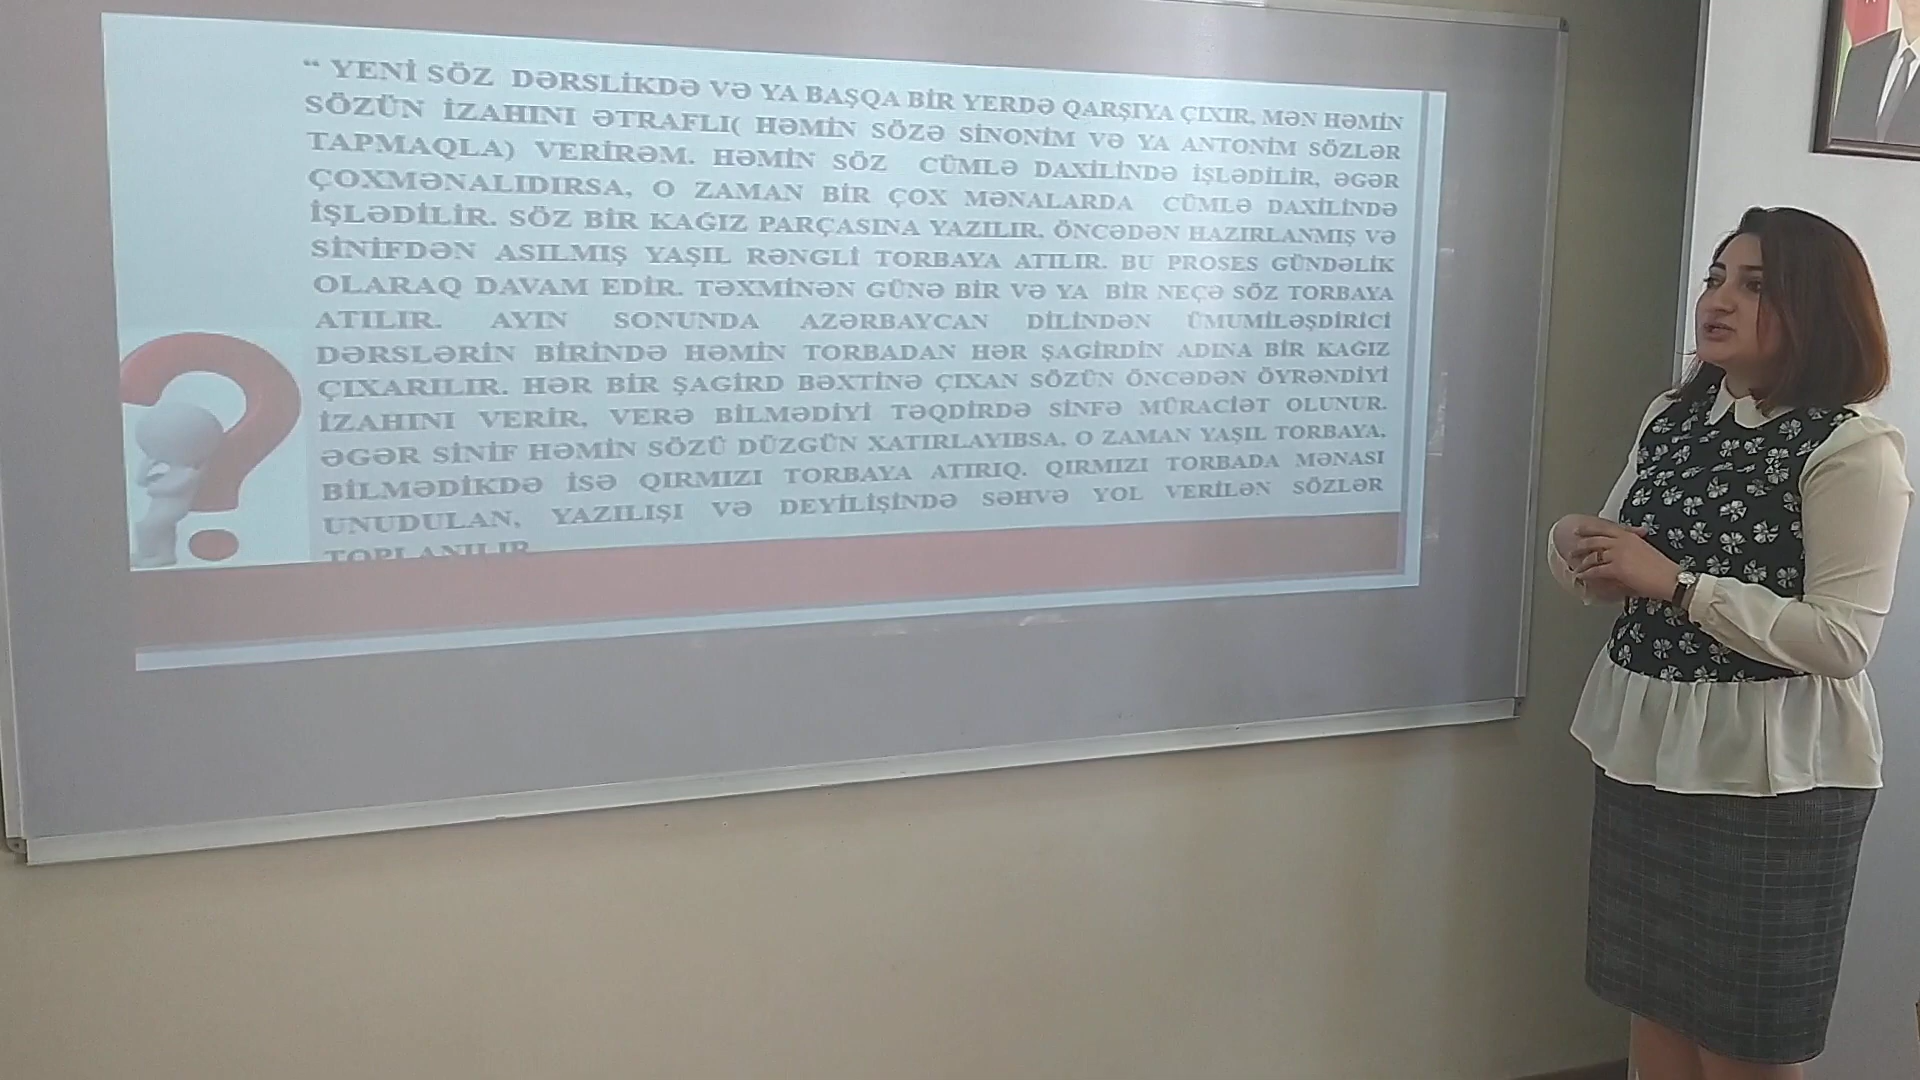 “ YENİ SÖZ DƏRSLİKDƏ VƏ YA BAŞQA BİR YERDƏ QARŞIYA ÇIXIR. MƏN HƏMİN
SÖZÜN İZAHINI ƏTRAFLI( HƏMİN SÖZƏ SİNONİM VƏ YA ANTONİM SÖZLƏR
TAPMAQLA) VERİRƏM. HƏMİN SÖZ CÜMLƏ DAXİLİNDƏ İŞLƏDİLİR, ƏGƏR
ÇOXMƏNALIDIRSA, O ZAMAN BİR ÇOX MƏNALARDA CÜMLƏ DAXİLİNDƏ
İŞLƏDİLİR. SÖZ BİR KAĞIZ PARÇASINA YAZILIR, ÖNCƏDƏN HAZIRLANMIŞ VƏ
SİNİFDƏN ASILMIŞ YAŞIL RƏNGLİ TORBAYA ATILIR. BU PROSES GÜNDƏLİK
OLARAQ DAVAM EDİR. TƏXMİNƏN GÜNƏ BİR VƏ YA BİR NEÇƏ SÖZ TORBAYA
ATILIR. AYIN SONUNDA AZƏRBAYCAN DİLİNDƏN ÜMUMİLƏŞDİRİCİ
DƏRSLƏRİN BİRİNDƏ HƏMİN TORBADAN HƏR ŞAGİRDİN ADINA BİR KAĞIZ
ÇIXARILIR. HƏR BİR ŞAGİRD BƏXTİNƏ ÇIXAN SÖZÜN ÖNCƏDƏN ÖYRƏNDİYİ
İZAHINI VERİR, VERƏ BİLMƏDİYİ TƏQDİRDƏ SİNFƏ MÜRACİƏT OLUNUR.
ƏGƏR SİNİF HƏMİN SÖZÜ DÜZGÜN XATIRLAYIBSA, O ZAMAN YAŞIL TORBAYA,
BİLMƏDİKDƏ İSƏ QIRMIZI TORBAYA ATIRIQ. QIRMIZI TORBADA MƏNASI
UNUDULAN, YAZILIŞI VƏ DEYİLİŞİNDƏ SƏHVƏ YOL VERİLƏN SÖZLƏR
TOPLANILIR